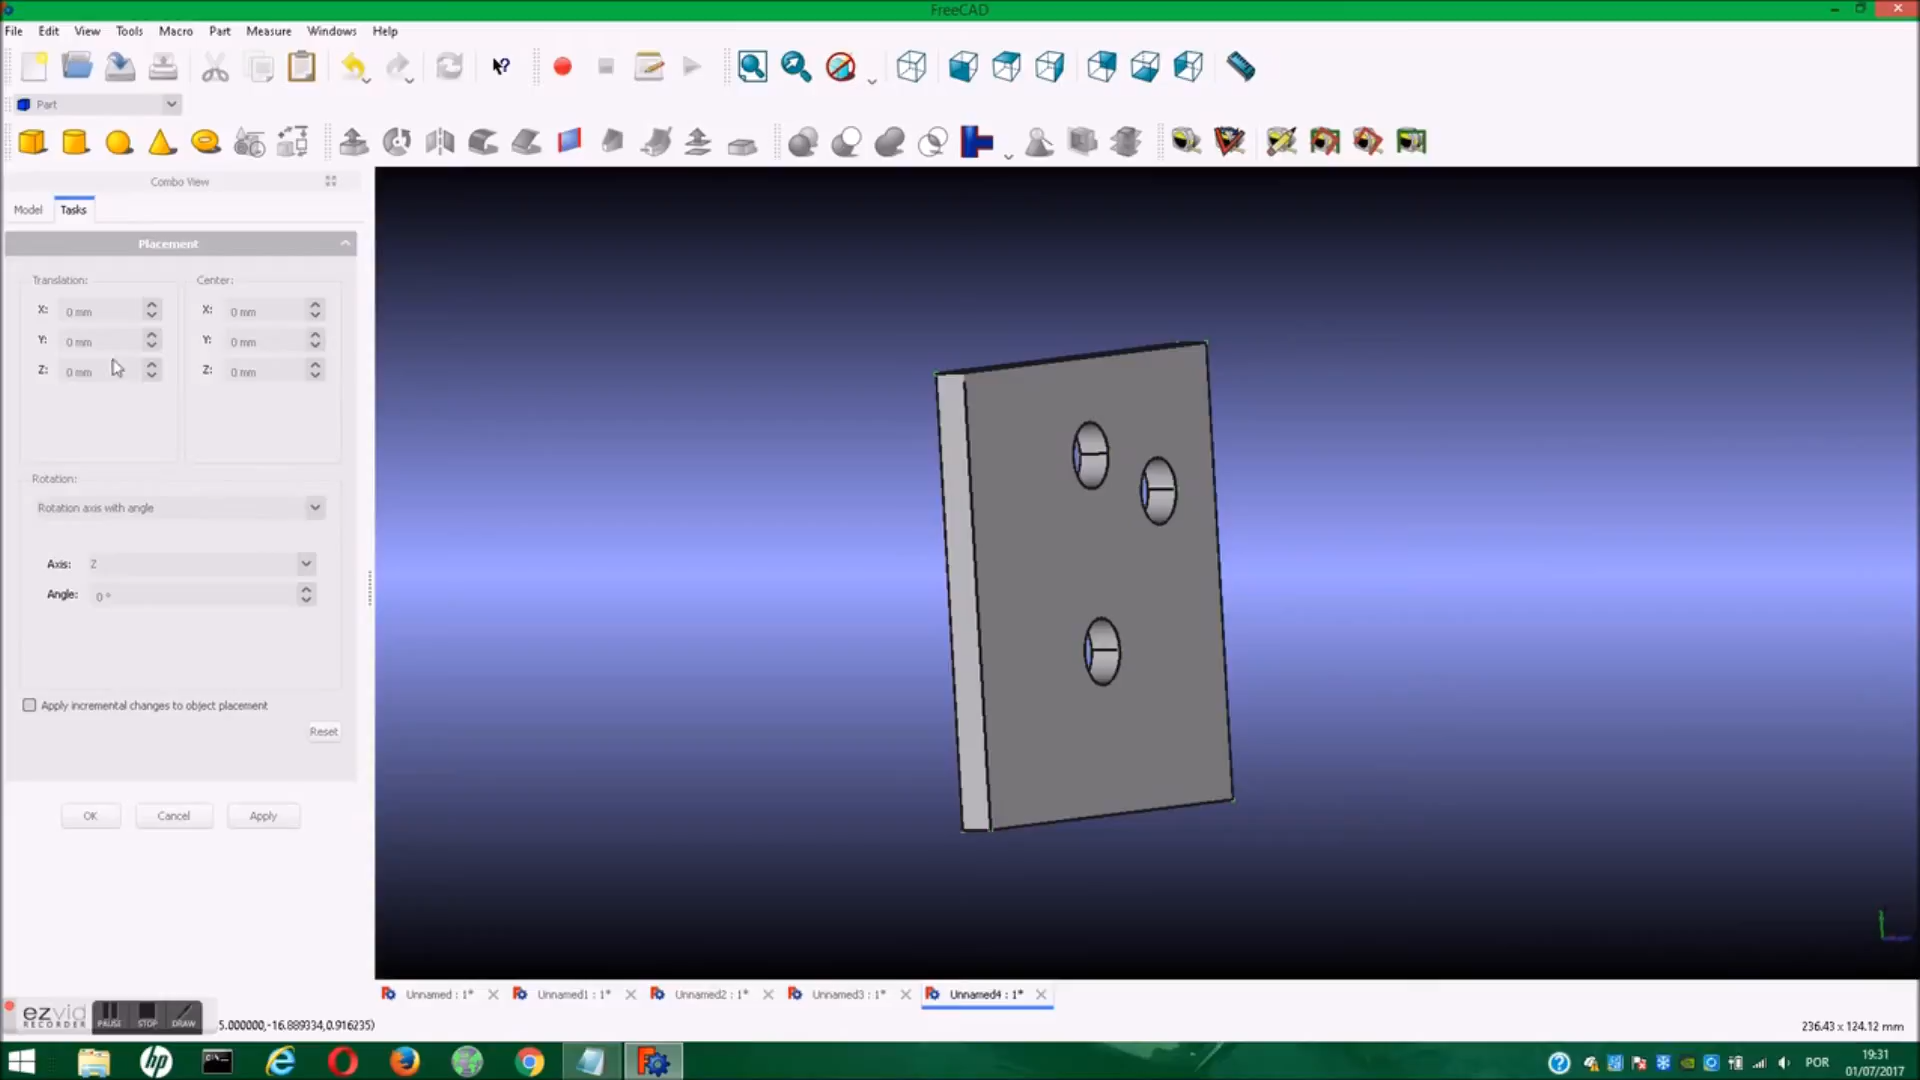 FreeCAD
File Edit View Tools Macro Part Measure Windows Help
Part
Combo View
Model Tasks
Placement
Translation: Center:
X: 0 mm X: 0 mm
Y: 0 mm Y: 0 mm
Z: 0 mm Z: 0 mm
Rotation:
Rotation axis with angle
Axis: Z
Angle: 0 °
Apply incremental changes to object placement
Reset
OK Cancel Apply
Unnamed : 1* Unnamed1 : 1* Unnamed2 : 1* Unnamed3 : 1* Unnamed4 : 1*
ezvid
RECORDER
PAUSE STOP DRAW
5.000000,-16.889334,0.916235)
236.43 x 124.12 mm
hp
POR
19:31
01/07/2017